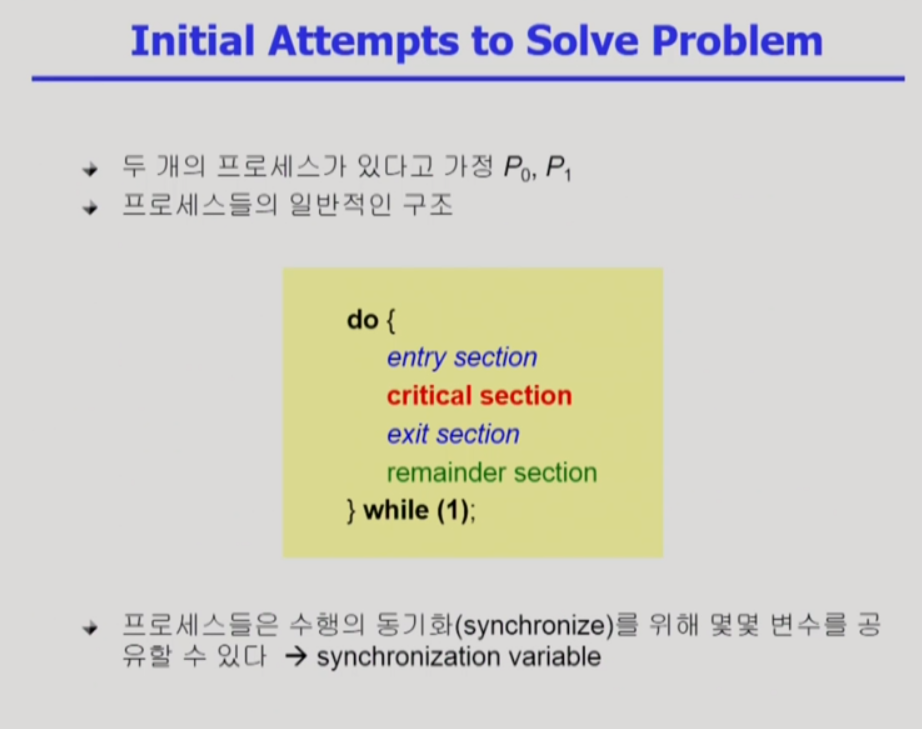 Initial Attempts to Solve Problem
두 개의 프로세스가 있다고 가정 P₀, P₁
프로세스들의 일반적인 구조
do {
entry section
critical section
exit section
remainder section
} while (1);
프로세스들은 수행의 동기화(synchronize)를 위해 몇몇 변수를 공
유할 수 있다 → synchronization variable